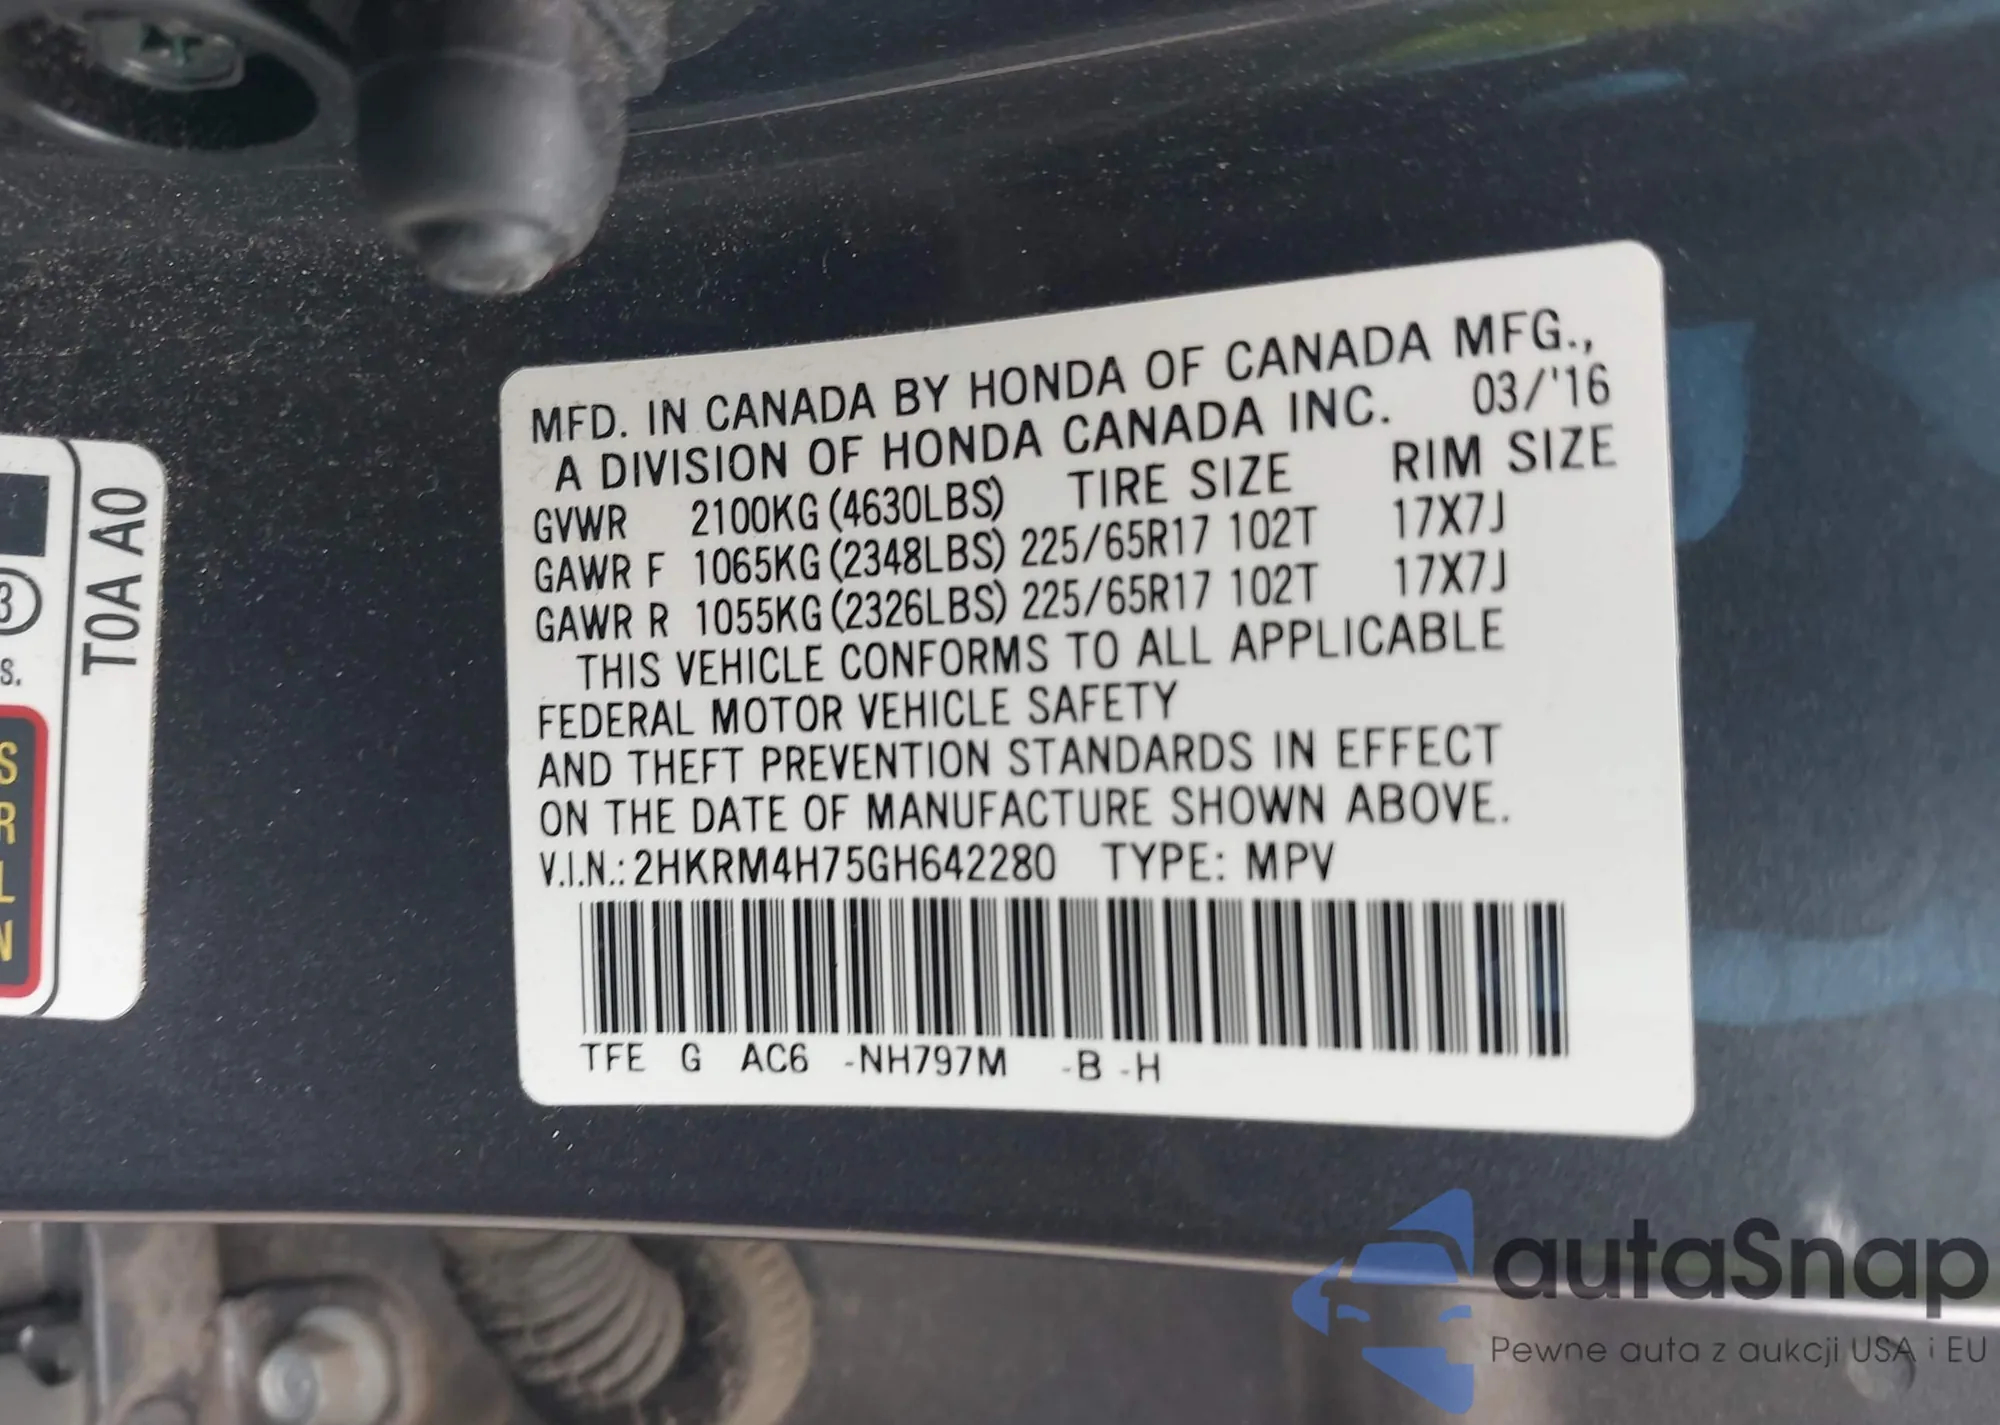 MFD. IN CANADA BY HONDA OF CANADA MFG.,
A DIVISION OF HONDA CANADA INC. 03/'16
GVWR 2100KG (4630LBS) TIRE SIZE RIM SIZE
GAWR F 1065KG (2348LBS) 225/65R17 102T 17X7J
GAWR R 1055KG (2326LBS) 225/65R17 102T 17X7J
THIS VEHICLE CONFORMS TO ALL APPLICABLE
FEDERAL MOTOR VEHICLE SAFETY
AND THEFT PREVENTION STANDARDS IN EFFECT
ON THE DATE OF MANUFACTURE SHOWN ABOVE.
V.I.N.: 2HKRM4H75GH642280 TYPE: MPV
TFE G AC6 -NH797M -B -H
T0A A0
3
S.
S
R
L
N
autaSnap
Pewne auta z aukcji USA i EU